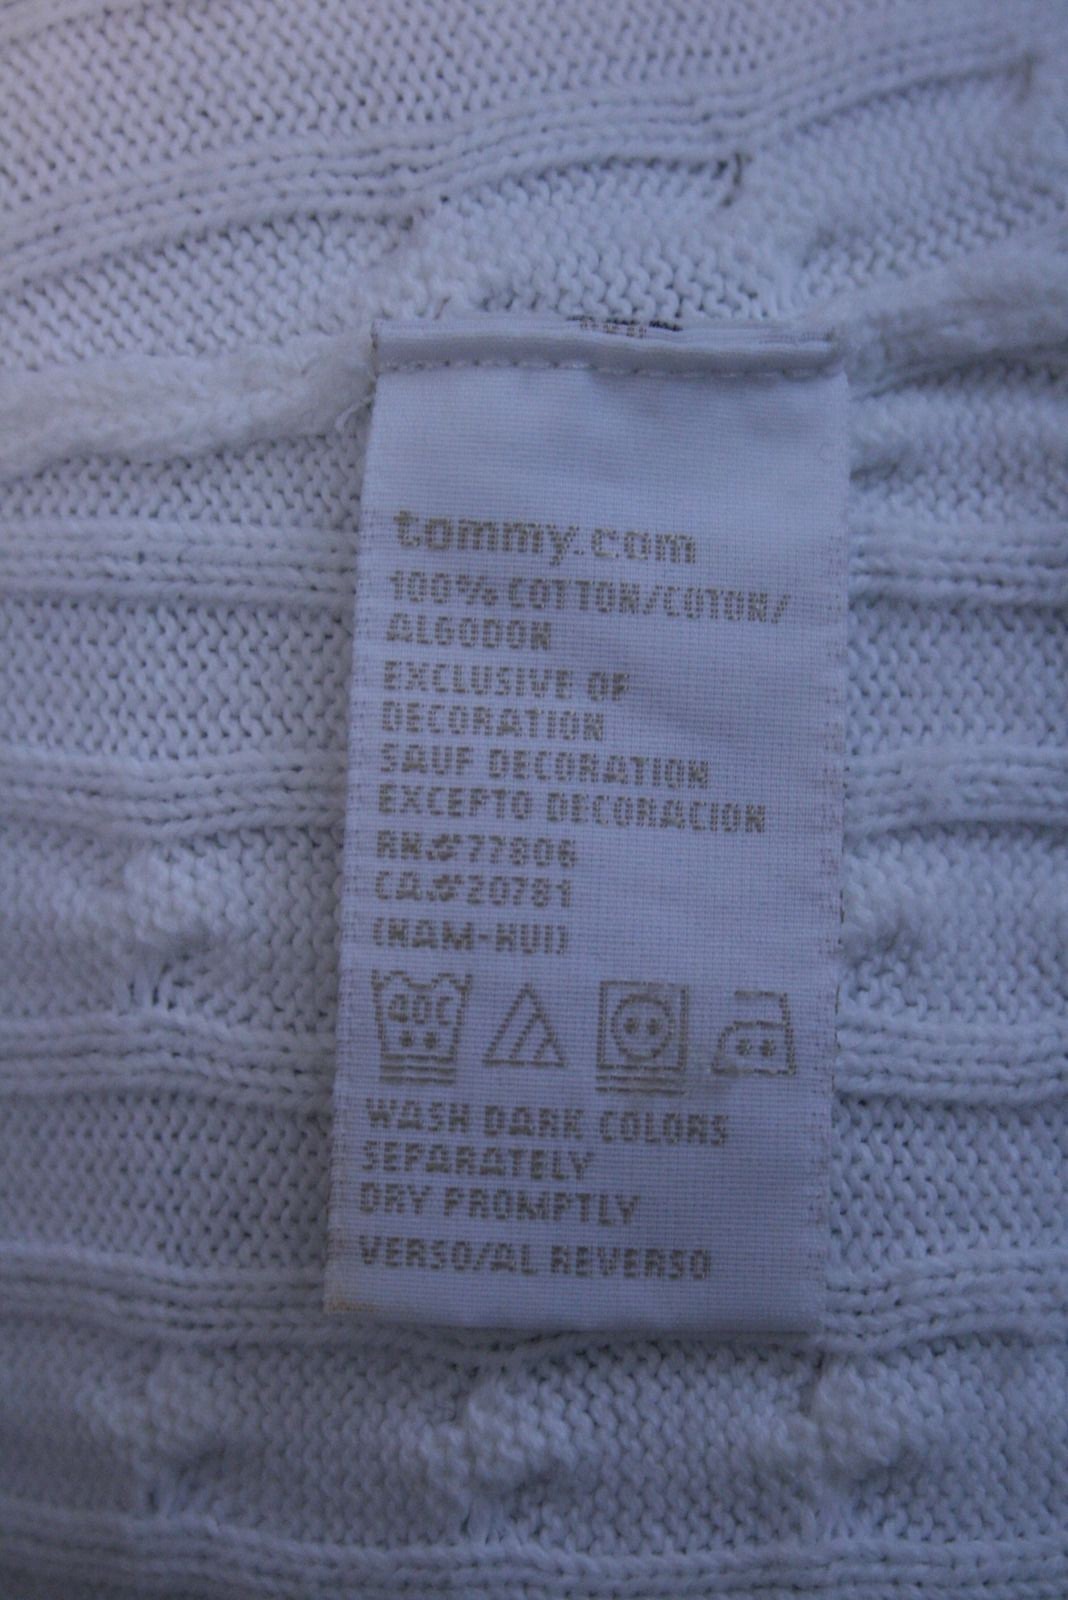 tommy.com
100% COTTON/COTON/
ALGODON
EXCLUSIVE OF
DECORATION
SAUF DECORATION
EXCEPTO DECORACION
RN#77806
CA#20781
(NAM-HUI)
40C
WASH DARK COLORS
SEPARATELY
DRY PROMPTLY
VERSO/AL REVERSO